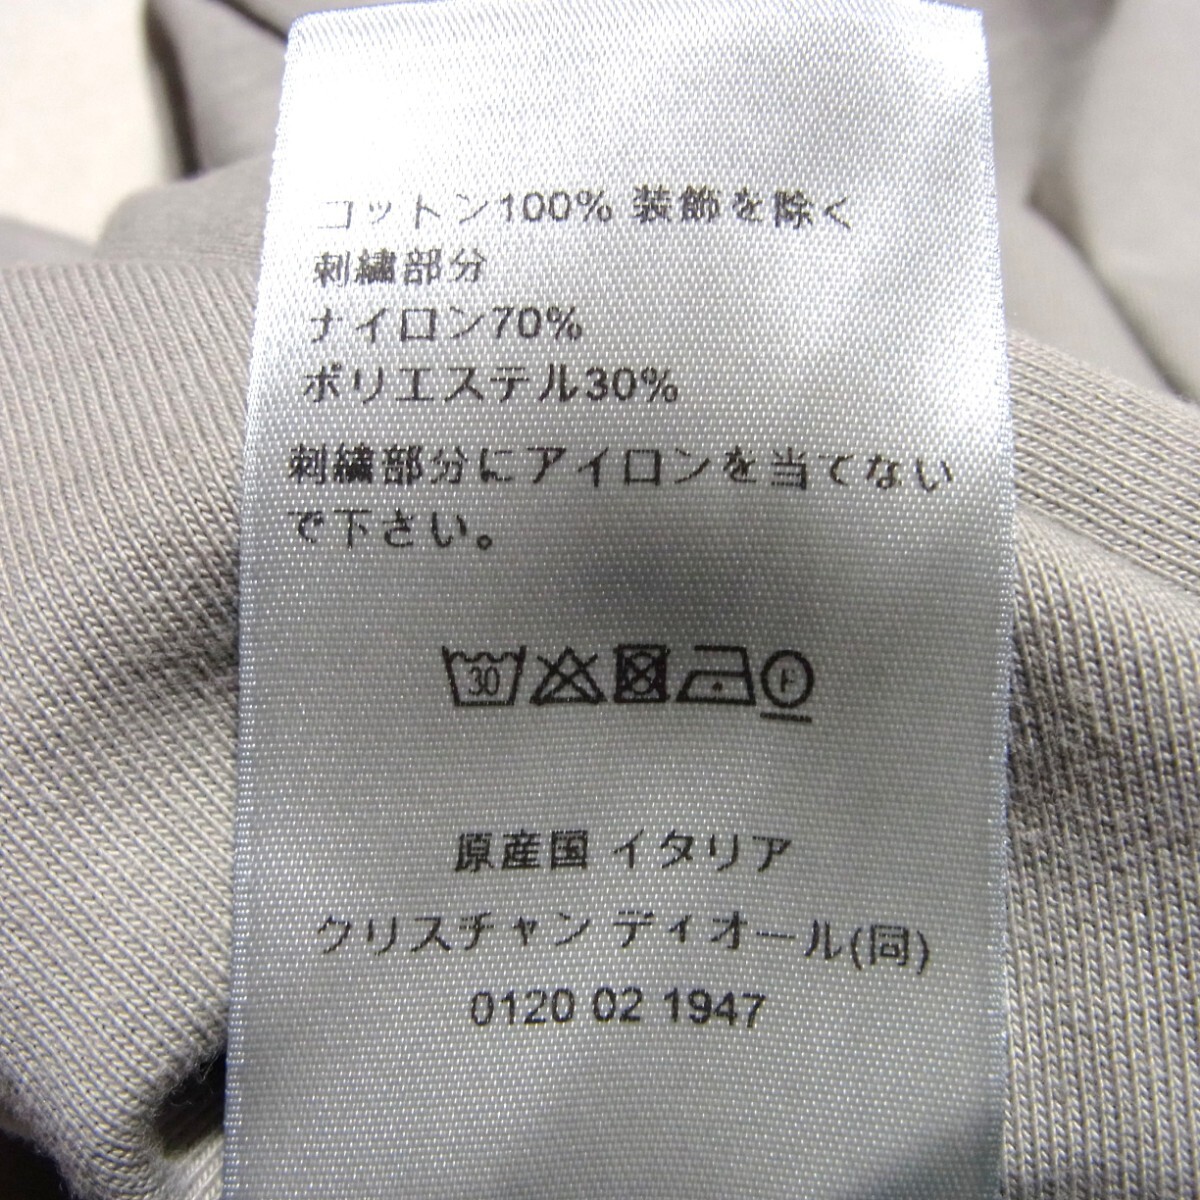 コットン100% 装飾を除く
刺繍部分
ナイロン70%
ポリエステル30%
刺繍部分にアイロンを当てない
で下さい。
30 F
原産国 イタリア
クリスチャン ディオール(同)
0120 02 1947